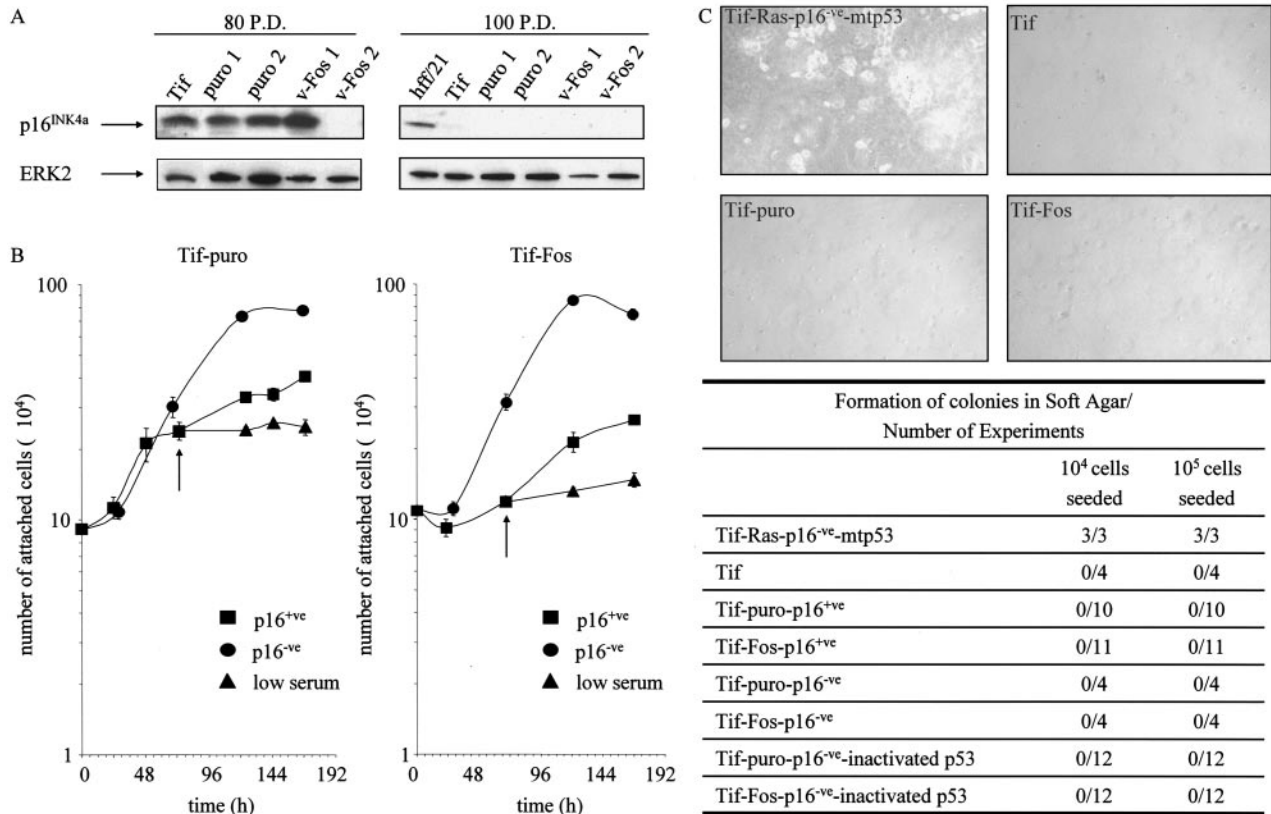 A
80 P.D.
100 P.D.
Tif
puro 1
puro 2
v-Fos 1
v-Fos 2
hff/21
Tif
puro 1
puro 2
v-Fos 1
v-Fos 2
p16INK4a
ERK2
B
Tif-puro
number of attached cells ( 10⁴)
100
10
1
p16+ve
p16-ve
low serum
0 48 96 144 192
time (h)
Tif-Fos
number of attached cells ( 10⁴)
100
10
1
p16+ve
p16-ve
low serum
0 48 96 144 192
time (h)
C
Tif-Ras-p16-ve-mtp53
Tif
Tif-puro
Tif-Fos
Formation of colonies in Soft Agar/
Number of Experiments
10⁴ cells seeded 10⁵ cells seeded
Tif-Ras-p16-ve-mtp53 3/3 3/3
Tif 0/4 0/4
Tif-puro-p16+ve 0/10 0/10
Tif-Fos-p16+ve 0/11 0/11
Tif-puro-p16-ve 0/4 0/4
Tif-Fos-p16-ve 0/4 0/4
Tif-puro-p16-ve-inactivated p53 0/12 0/12
Tif-Fos-p16-ve-inactivated p53 0/12 0/12